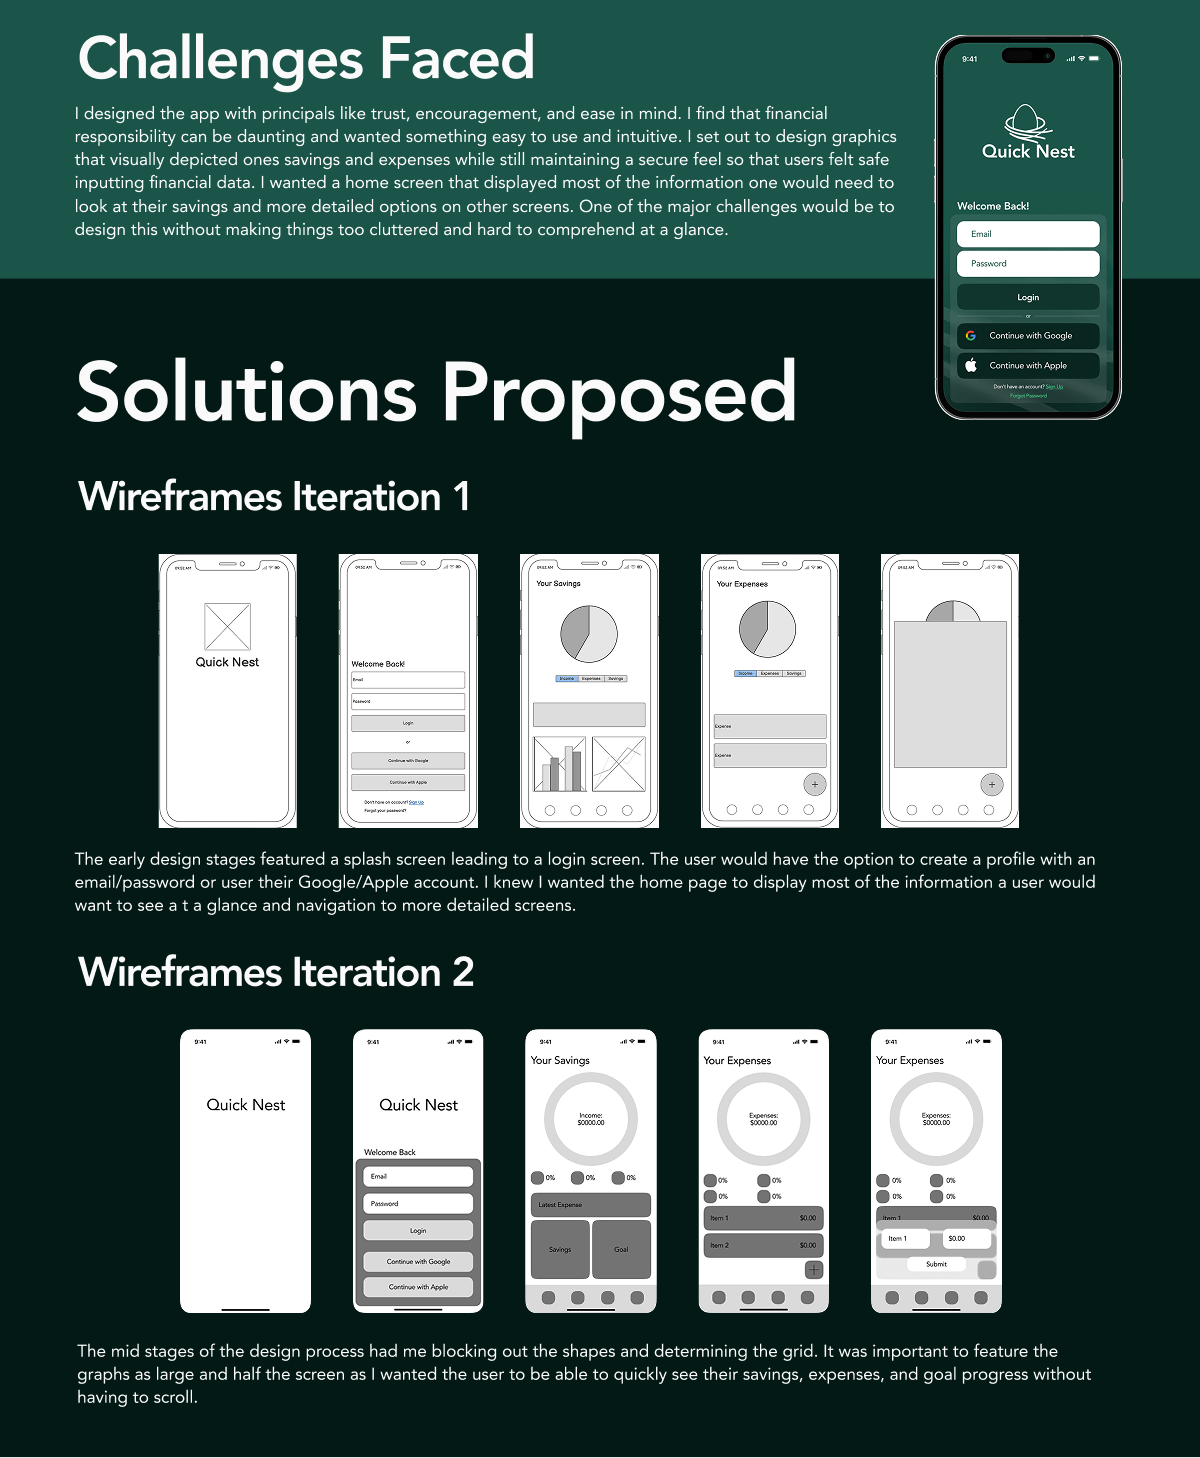 Challenges Faced
I designed the app with principals like trust, encouragement, and ease in mind. I find that financial
responsibility can be daunting and wanted something easy to use and intuitive. I set out to design graphics
that visually depicted ones savings and expenses while still maintaining a secure feel so that users felt safe
inputting financial data. I wanted a home screen that displayed most of the information one would need to
look at their savings and more detailed options on other screens. One of the major challenges would be to
design this without making things too cluttered and hard to comprehend at a glance.
9:41
Quick Nest
Welcome Back!
Email
Password
Login
or
Continue with Google
Continue with Apple
Don't have an account? Sign Up
Forgot Password
Solutions Proposed
Wireframes Iteration 1
09:52 AM
Quick Nest
09:52 AM
Welcome Back!
Email
Password
Login
or
Continue with Google
Continue with Apple
Don't have an account? Sign Up
Forgot your password?
09:52 AM
Your Savings
Income Expenses Savings
09:52 AM
Your Expenses
Income Expenses Savings
Expense
Expense
+
09:52 AM
+
The early design stages featured a splash screen leading to a login screen. The user would have the option to create a profile with an
email/password or user their Google/Apple account. I knew I wanted the home page to display most of the information a user would
want to see a t a glance and navigation to more detailed screens.
Wireframes Iteration 2
9:41
Quick Nest
9:41
Quick Nest
Welcome Back
Email
Password
Login
Continue with Google
Continue with Apple
9:41
Your Savings
Income:
$0000.00
0% 0% 0%
Latest Expense
Savings Goal
9:41
Your Expenses
Expenses:
$0000.00
0% 0%
0% 0%
Item 1 $0.00
Item 2 $0.00
+
9:41
Your Expenses
Expenses:
$0000.00
0% 0%
0% 0%
Item 1 $0.00
Item 1 $0.00
Submit
The mid stages of the design process had me blocking out the shapes and determining the grid. It was important to feature the
graphs as large and half the screen as I wanted the user to be able to quickly see their savings, expenses, and goal progress without
having to scroll.